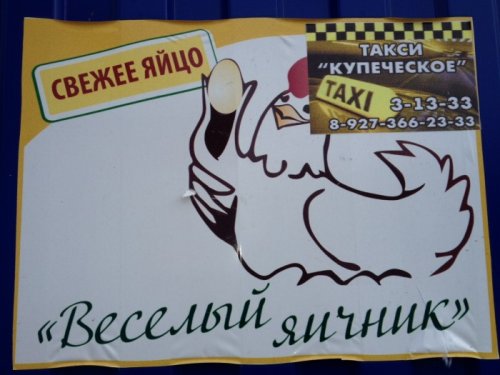 СВЕЖЕЕ ЯЙЦО
ТАКСИ
"КУПЕЧЕСКОЕ"
TAXI
3-13-33
8-927-366-23-33
«Веселый яичник»